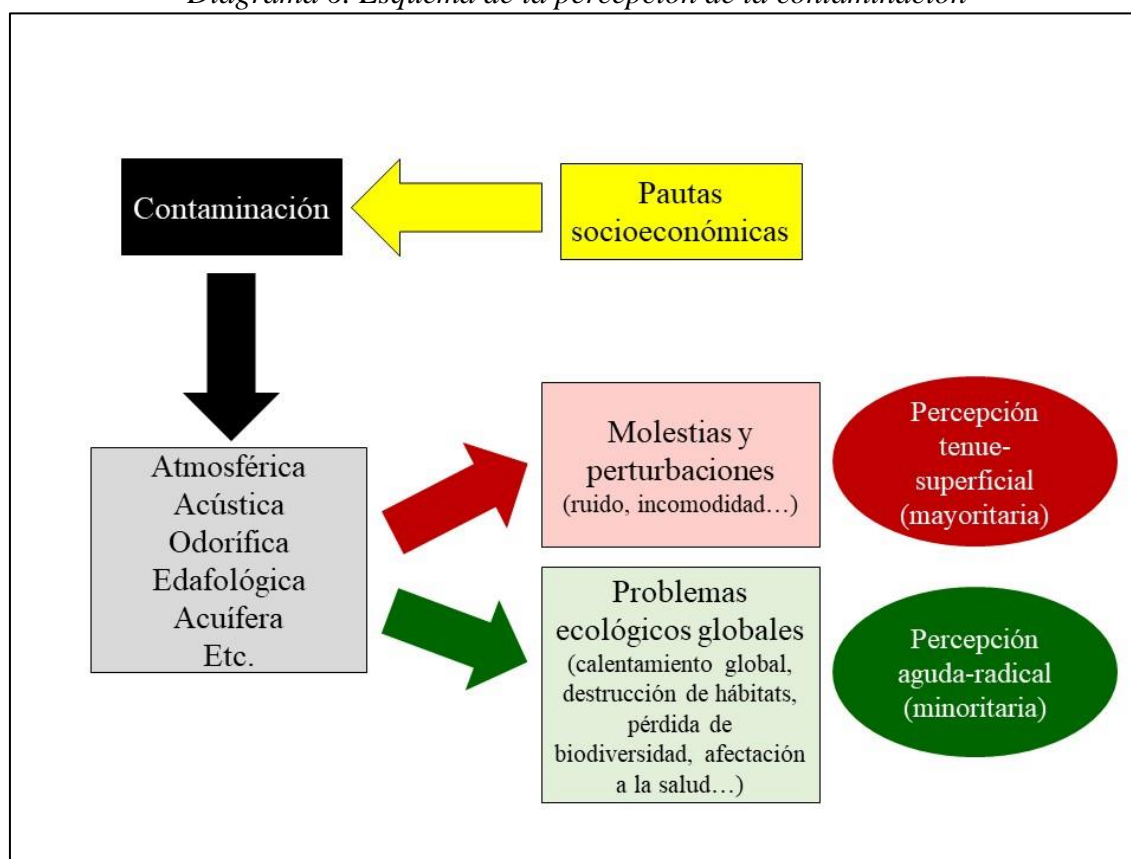 Diagrama 6. Esquema de la percepción de la contaminación
Contaminación
Pautas
socioeconómicas
Atmosférica
Acústica
Odorífica
Edafológica
Acuífera
Etc.
Molestias y
perturbaciones
(ruido, incomodidad…)
Percepción
tenue-
superficial
(mayoritaria)
Problemas
ecológicos globales
(calentamiento global,
destrucción de hábitats,
pérdida de
biodiversidad, afectación
a la salud…)
Percepción
aguda-radical
(minoritaria)